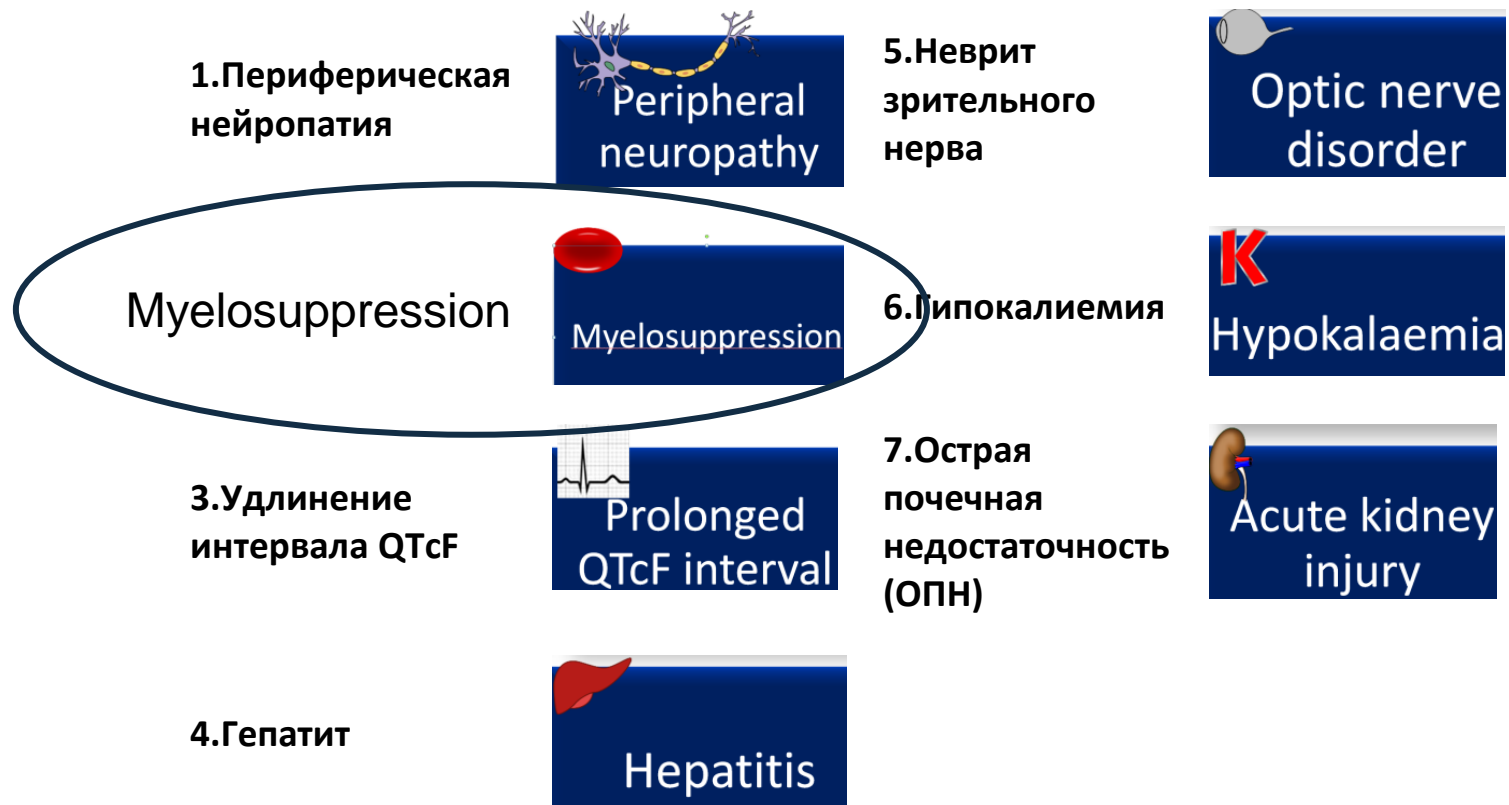 1.Периферическая
нейропатия
Peripheral
neuropathy
Myelosuppression
Myelosuppression
3.Удлинение
интервала QTcF
Prolonged
QTcF interval
4.Гепатит
Hepatitis
5.Неврит
зрительного
нерва
Optic nerve
disorder
6.Гипокалиемия
K
Hypokalaemia
7.Острая
почечная
недостаточность
(ОПН)
Acute kidney
injury